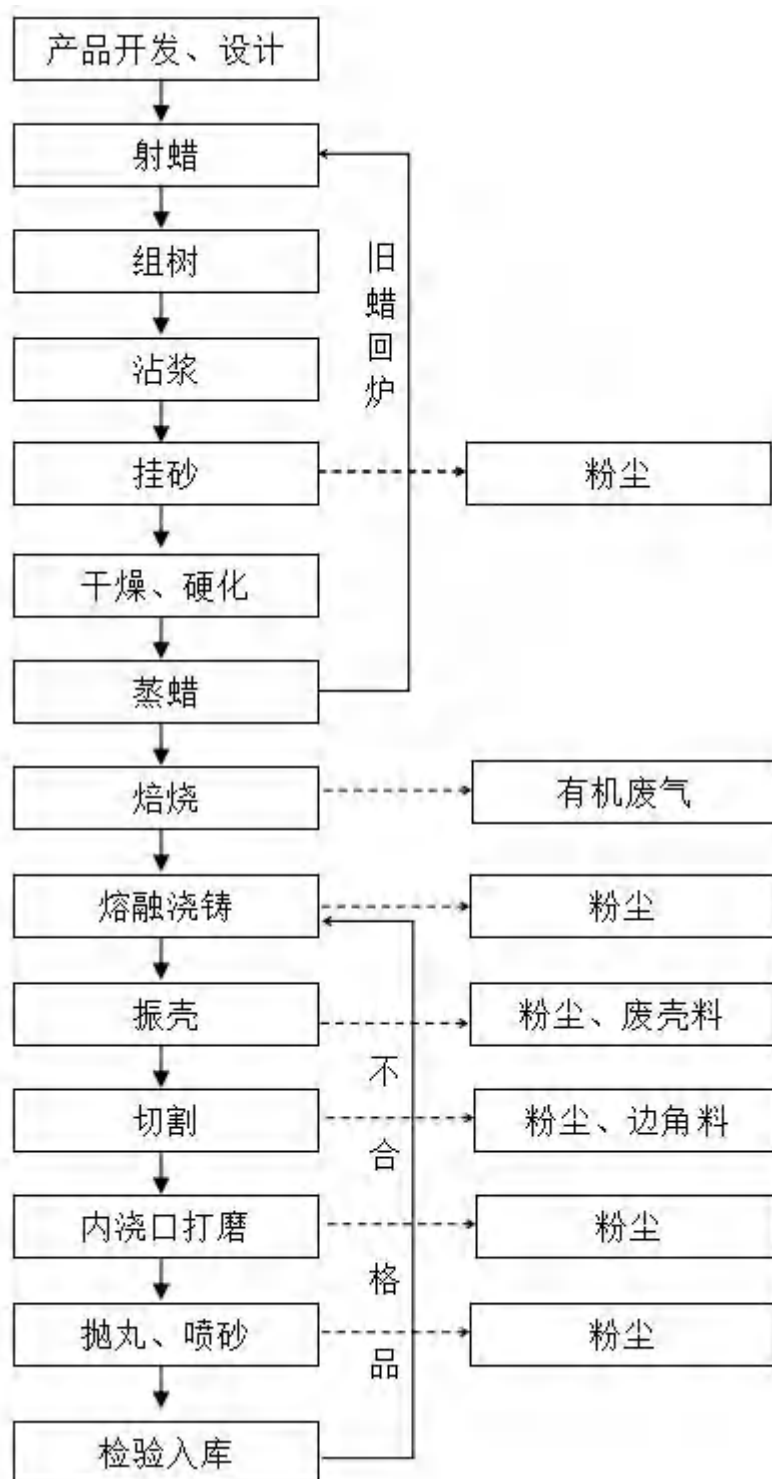 产品开发、设计
射蜡
组树
旧蜡回炉
沾浆
挂砂
粉尘
干燥、硬化
蒸蜡
焙烧
有机废气
熔融浇铸
粉尘
振壳
粉尘、废壳料
不合格品
切割
粉尘、边角料
内浇口打磨
粉尘
抛丸、喷砂
粉尘
检验入库